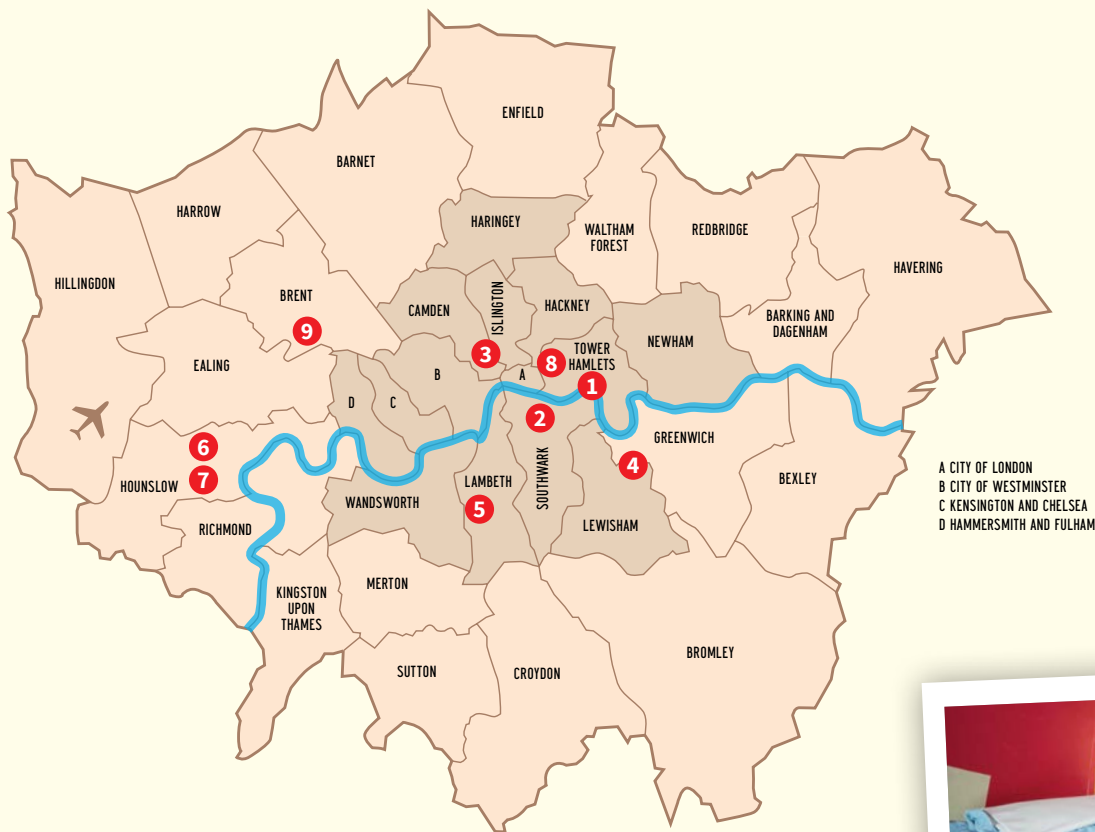 ENFIELD
BARNET
HARROW
HARINGEY
WALTHAM
FOREST
REDBRIDGE
HAVERING
HILLINGDON
BRENT
9
CAMDEN
ISLINGTON
3
HACKNEY
BARKING AND
DAGENHAM
NEWHAM
TOWER
HAMLETS
8
1
EALING
A
B
C
D
2
6
7
HOUNSLOW
GREENWICH
4
BEXLEY
LAMBETH
5
SOUTHWARK
WANDSWORTH
LEWISHAM
RICHMOND
A CITY OF LONDON
B CITY OF WESTMINSTER
C KENSINGTON AND CHELSEA
D HAMMERSMITH AND FULHAM
KINGSTON
UPON
THAMES
MERTON
SUTTON
CROYDON
BROMLEY